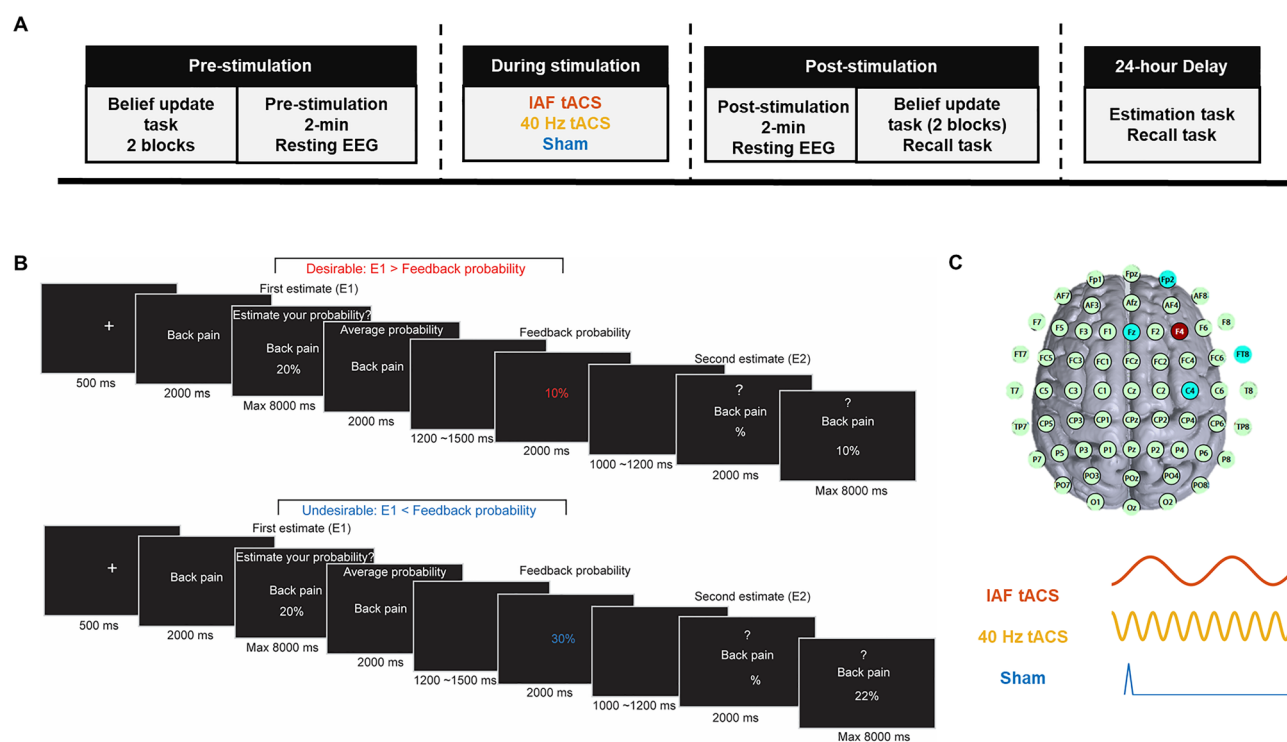 A
Pre-stimulation
During stimulation
Post-stimulation
24-hour Delay
Belief update
task
2 blocks
Pre-stimulation
2-min
Resting EEG
IAF tACS
40 Hz tACS
Sham
Post-stimulation
2-min
Resting EEG
Belief update
task (2 blocks)
Recall task
Estimation task
Recall task
B
Desirable: E1 > Feedback probability
First estimate (E1)
+
500 ms
Back pain
2000 ms
Estimate your probability?
Back pain
20%
Max 8000 ms
Average probability
Back pain
2000 ms
1200 ~1500 ms
Feedback probability
10%
2000 ms
1000 ~1200 ms
Second estimate (E2)
?
Back pain
%
2000 ms
?
Back pain
10%
Max 8000 ms
Undesirable: E1 < Feedback probability
First estimate (E1)
+
500 ms
Back pain
2000 ms
Estimate your probability?
Back pain
20%
Max 8000 ms
Average probability
Back pain
2000 ms
1200 ~1500 ms
Feedback probability
30%
2000 ms
1000 ~1200 ms
Second estimate (E2)
?
Back pain
%
2000 ms
?
Back pain
22%
Max 8000 ms
C
Fp1 Fpz Fp2
AF7 AF3 Afz AF4 AF8
F7 F5 F3 F1 Fz F2 F4 F6 F8
FT7 FC5 FC3 FC1 FCz FC2 FC4 FC6 FT8
T7 C5 C3 C1 Cz C2 C4 C6 T8
TP7 CP5 CP3 CP1 CPz CP2 CP4 CP6 TP8
P7 P5 P3 P1 Pz P2 P4 P6 P8
PO7 PO3 POz PO4 PO8
O1 Oz O2
IAF tACS
40 Hz tACS
Sham